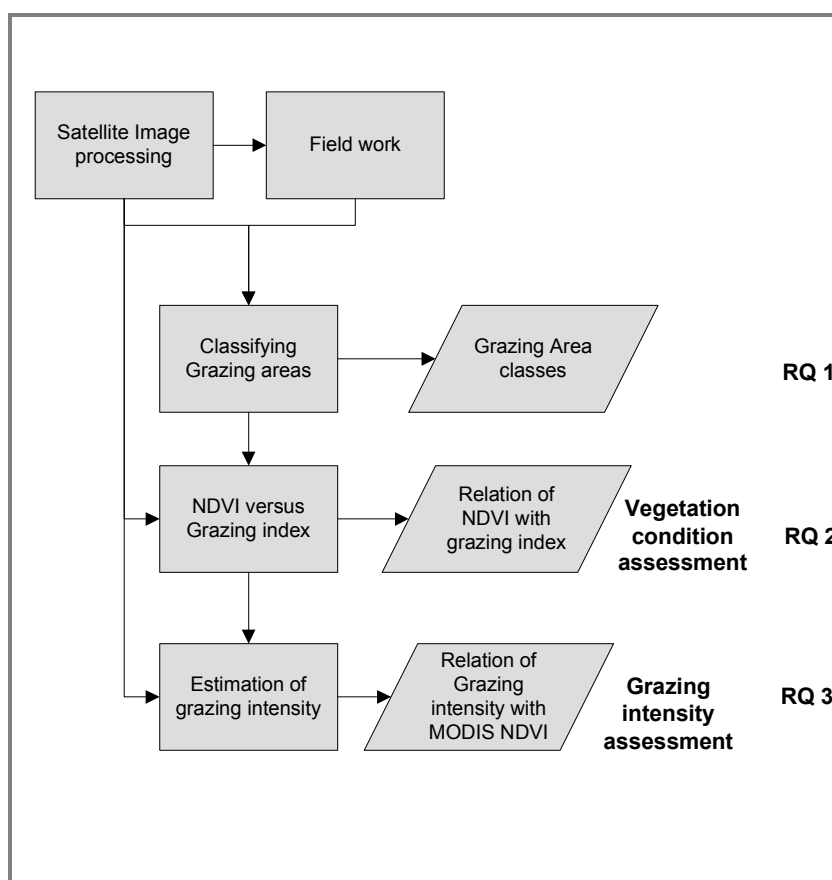 Satellite Image
processing
Field work
Classifying
Grazing areas
Grazing Area
classes
RQ 1
NDVI versus
Grazing index
Relation of
NDVI with
grazing index
Vegetation
condition
assessment
RQ 2
Estimation of
grazing intensity
Relation of
Grazing
intensity with
MODIS NDVI
Grazing
intensity
assessment
RQ 3